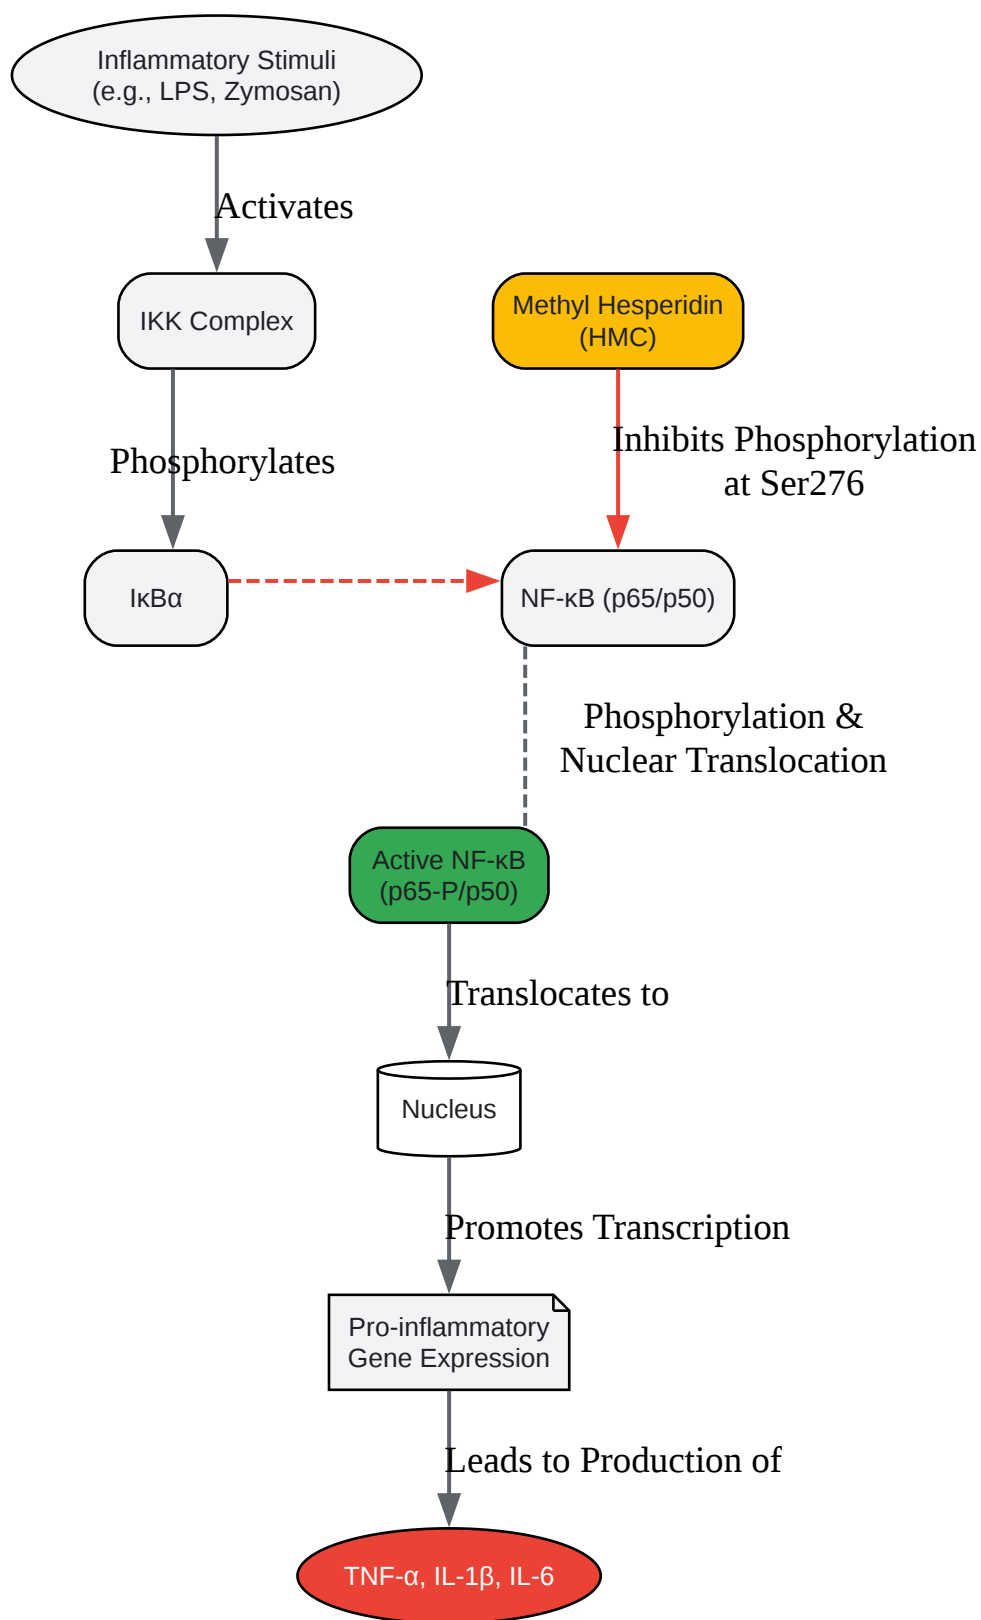 Inflammatory Stimuli
(e.g., LPS, Zymosan)
Activates
IKK Complex
Methyl Hesperidin
(HMC)
Phosphorylates
Inhibits Phosphorylation
at Ser276
IκBα
NF-κB (p65/p50)
Phosphorylation &
Nuclear Translocation
Active NF-κB
(p65-P/p50)
Translocates to
Nucleus
Promotes Transcription
Pro-inflammatory
Gene Expression
Leads to Production of
TNF-α, IL-1β, IL-6